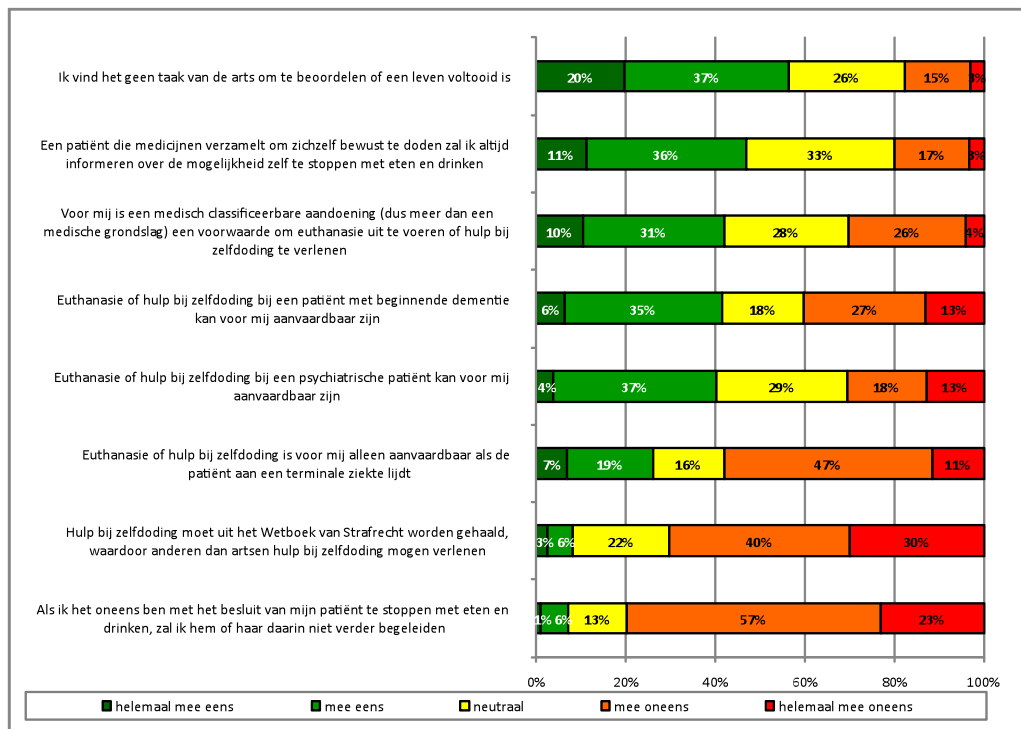 Ik vind het geen taak van de arts om te beoordelen of een leven voltooid is
20% 37% 26% 15% 3%
Een patiënt die medicijnen verzamelt om zichzelf bewust te doden zal ik altijd
informeren over de mogelijkheid zelf te stoppen met eten en drinken
11% 36% 33% 17% 3%
Voor mij is een medisch classificeerbare aandoening (dus meer dan een
medische grondslag) een voorwaarde om euthanasie uit te voeren of hulp bij
zelfdoding te verlenen
10% 31% 28% 26% 4%
Euthanasie of hulp bij zelfdoding bij een patiënt met beginnende dementie
kan voor mij aanvaardbaar zijn
6% 35% 18% 27% 13%
Euthanasie of hulp bij zelfdoding bij een psychiatrische patiënt kan voor mij
aanvaardbaar zijn
4% 37% 29% 18% 13%
Euthanasie of hulp bij zelfdoding is voor mij alleen aanvaardbaar als de
patiënt aan een terminale ziekte lijdt
7% 19% 16% 47% 11%
Hulp bij zelfdoding moet uit het Wetboek van Strafrecht worden gehaald,
waardoor anderen dan artsen hulp bij zelfdoding mogen verlenen
3% 6% 22% 40% 30%
Als ik het oneens ben met het besluit van mijn patiënt te stoppen met eten en
drinken, zal ik hem of haar daarin niet verder begeleiden
1% 6% 13% 57% 23%
0% 20% 40% 60% 80% 100%
helemaal mee eens mee eens neutraal mee oneens helemaal mee oneens